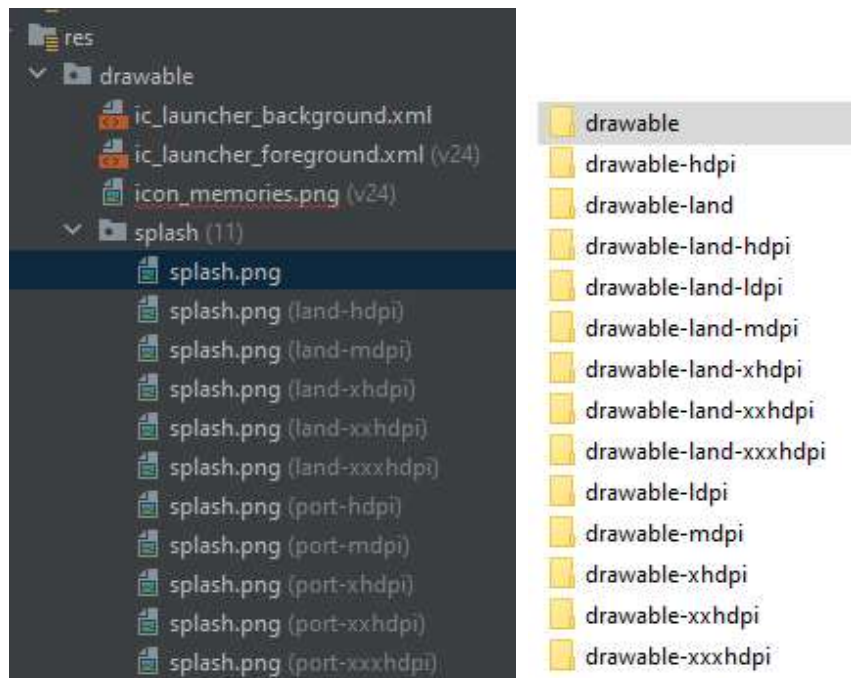 res
drawable
ic_launcher_background.xml
ic_launcher_foreground.xml (v24)
icon_memories.png (v24)
splash (11)
splash.png
splash.png (land-hdpi)
splash.png (land-mdpi)
splash.png (land-xhdpi)
splash.png (land-xxhdpi)
splash.png (land-xxxhdpi)
splash.png (port-hdpi)
splash.png (port-mdpi)
splash.png (port-xhdpi)
splash.png (port-xxhdpi)
splash.png (port-xxxhdpi)
drawable
drawable-hdpi
drawable-land
drawable-land-hdpi
drawable-land-ldpi
drawable-land-mdpi
drawable-land-xhdpi
drawable-land-xxhdpi
drawable-land-xxxhdpi
drawable-ldpi
drawable-mdpi
drawable-xhdpi
drawable-xxhdpi
drawable-xxxhdpi